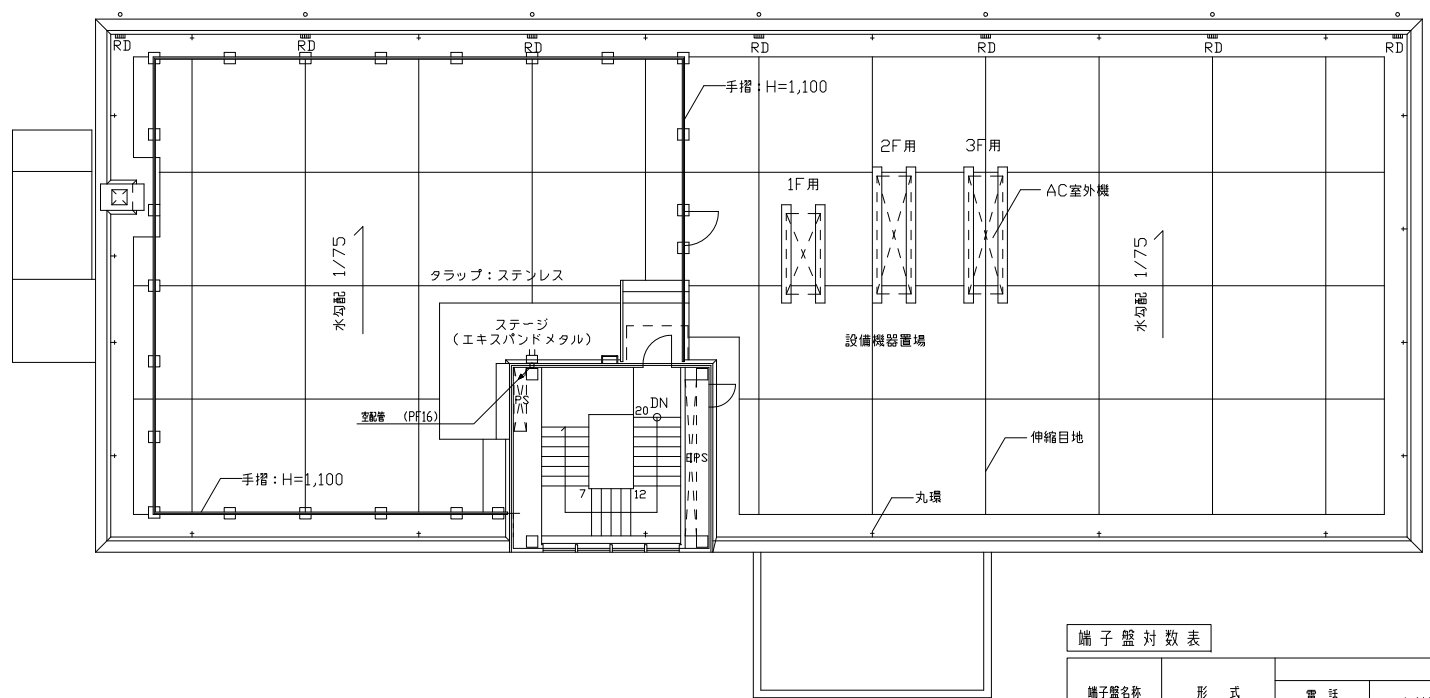 RD
RD
RD
RD
RD
RD
RD
手摺：H=1,100
2F用
3F用
1F用
AC室外機
水勾配 1/75
水勾配 1/75
タラップ：ステンレス
ステージ
（エキスパンドメタル）
設備機器置場
PS
20
DN
空配管 (PF16)
EPS
伸縮目地
手摺：H=1,100
7
12
丸環
端子盤対数表
端子盤名称
形 式
電 話